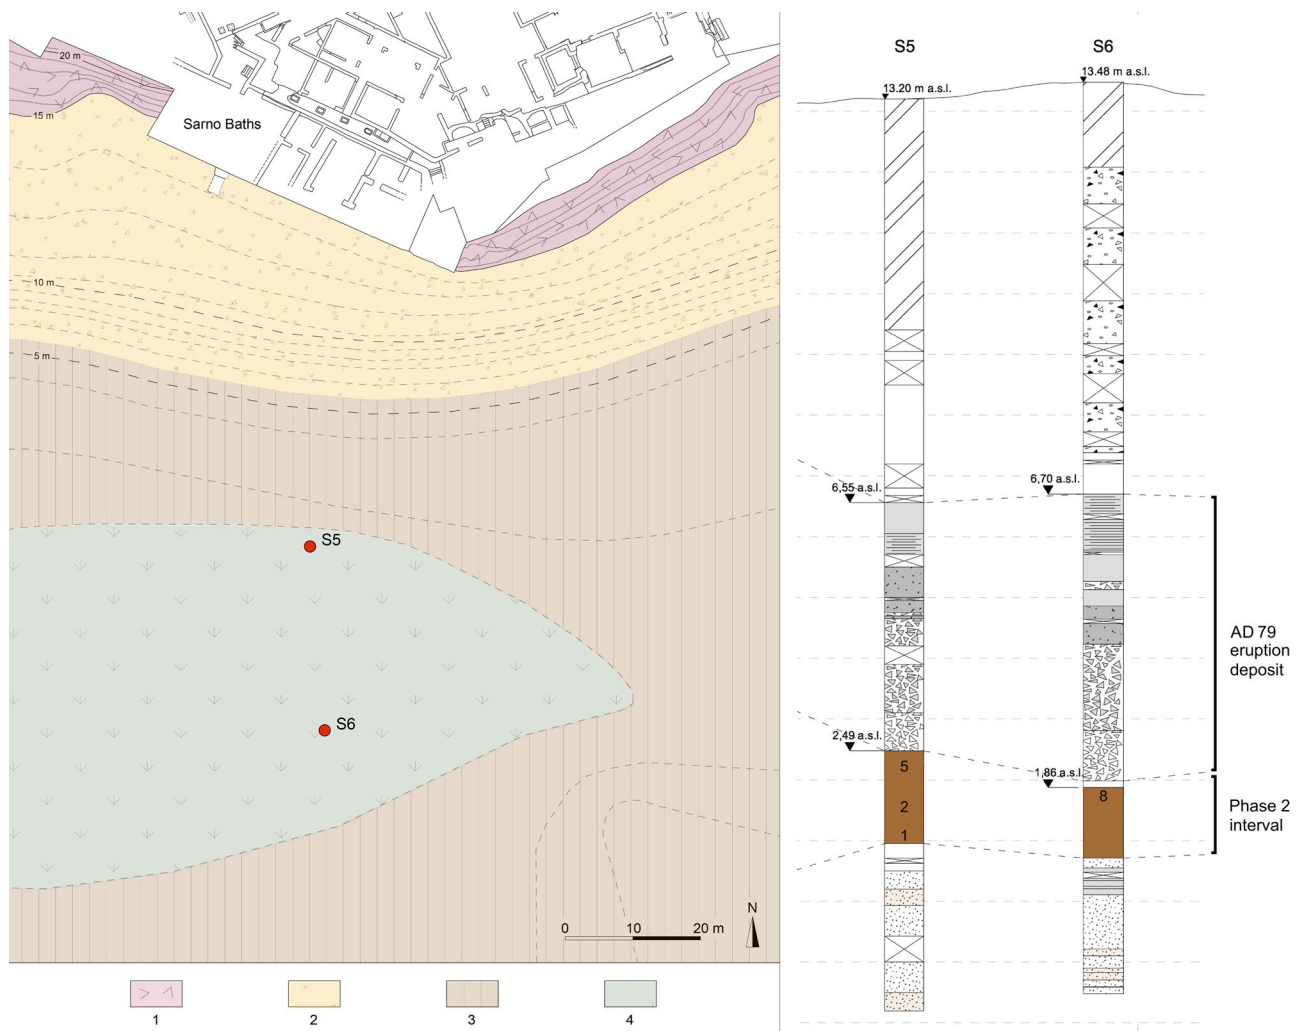 20 m
15 m
Sarno Baths
10 m
5 m
S5
S6
0 10 20 m
N
1 2 3 4
S5 S6
13.20 m a.s.l. 13.48 m a.s.l.
6,55 a.s.l. 6,70 a.s.l.
AD 79
eruption
deposit
2,49 a.s.l.
5
1,86 a.s.l.
8
2
1
Phase 2
interval